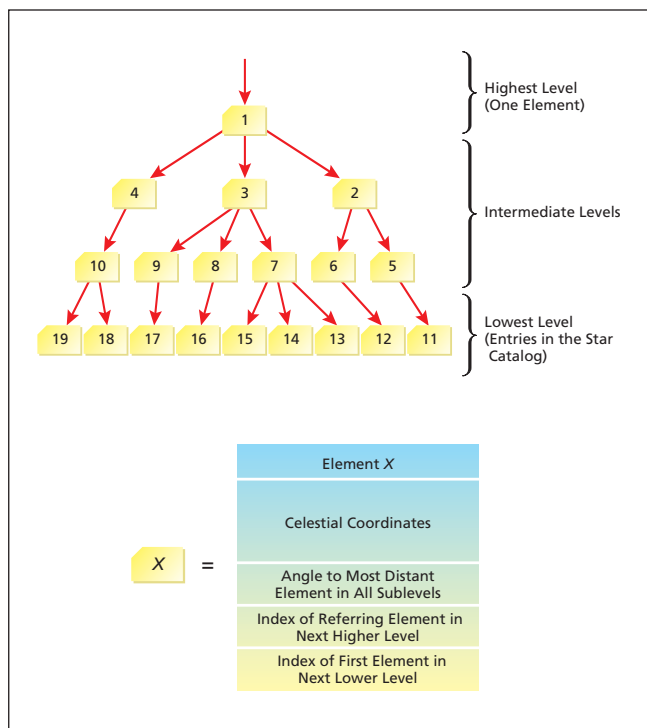 Highest Level
(One Element)
1
4 3 2
Intermediate Levels
10 9 8 7 6 5
19 18 17 16 15 14 13 12 11
Lowest Level
(Entries in the Star
Catalog)
Element X
Celestial Coordinates
X =
Angle to Most Distant
Element in All Sublevels
Index of Referring Element in
Next Higher Level
Index of First Element in
Next Lower Level